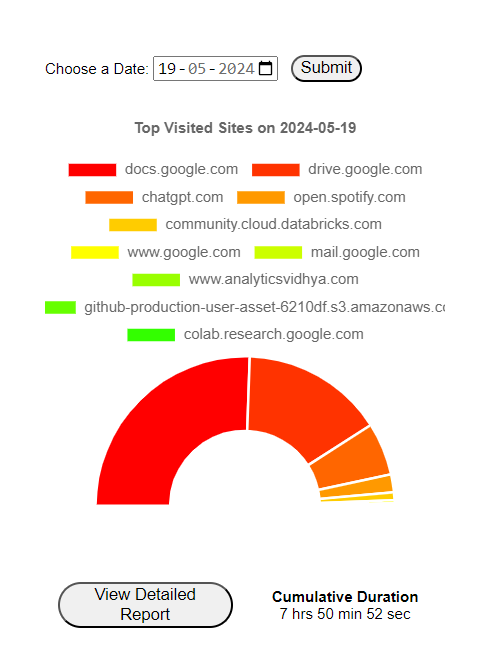 Choose a Date: 19-05-2024 Submit
Top Visited Sites on 2024-05-19
docs.google.com drive.google.com
chatgpt.com open.spotify.com
community.cloud.databricks.com
www.google.com mail.google.com
www.analyticsvidhya.com
github-production-user-asset-6210df.s3.amazonaws.co
colab.research.google.com
View Detailed
Report
Cumulative Duration
7 hrs 50 min 52 sec